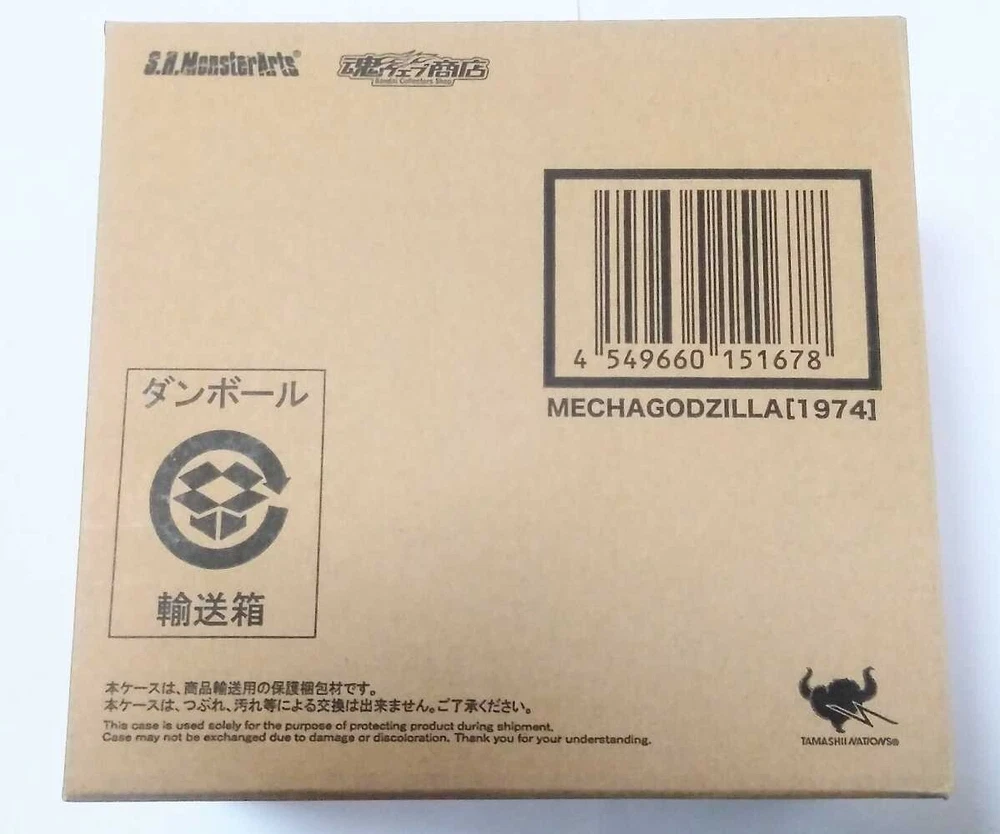 S.H.MonsterArts®
魂ウェブ商店
Bandai Collectors Shop
4 549660 151678
MECHAGODZILLA[1974]
ダンボール
輸送箱
本ケースは、商品輸送用の保護梱包材です。
本ケースは、つぶれ、汚れ等による交換は出来ません。ご了承ください。
This case is used solely for the purpose of protecting product during shipment.
Case may not be exchanged due to damage or discoloration. Thank you for your understanding.
TAMASHII NATIONS®